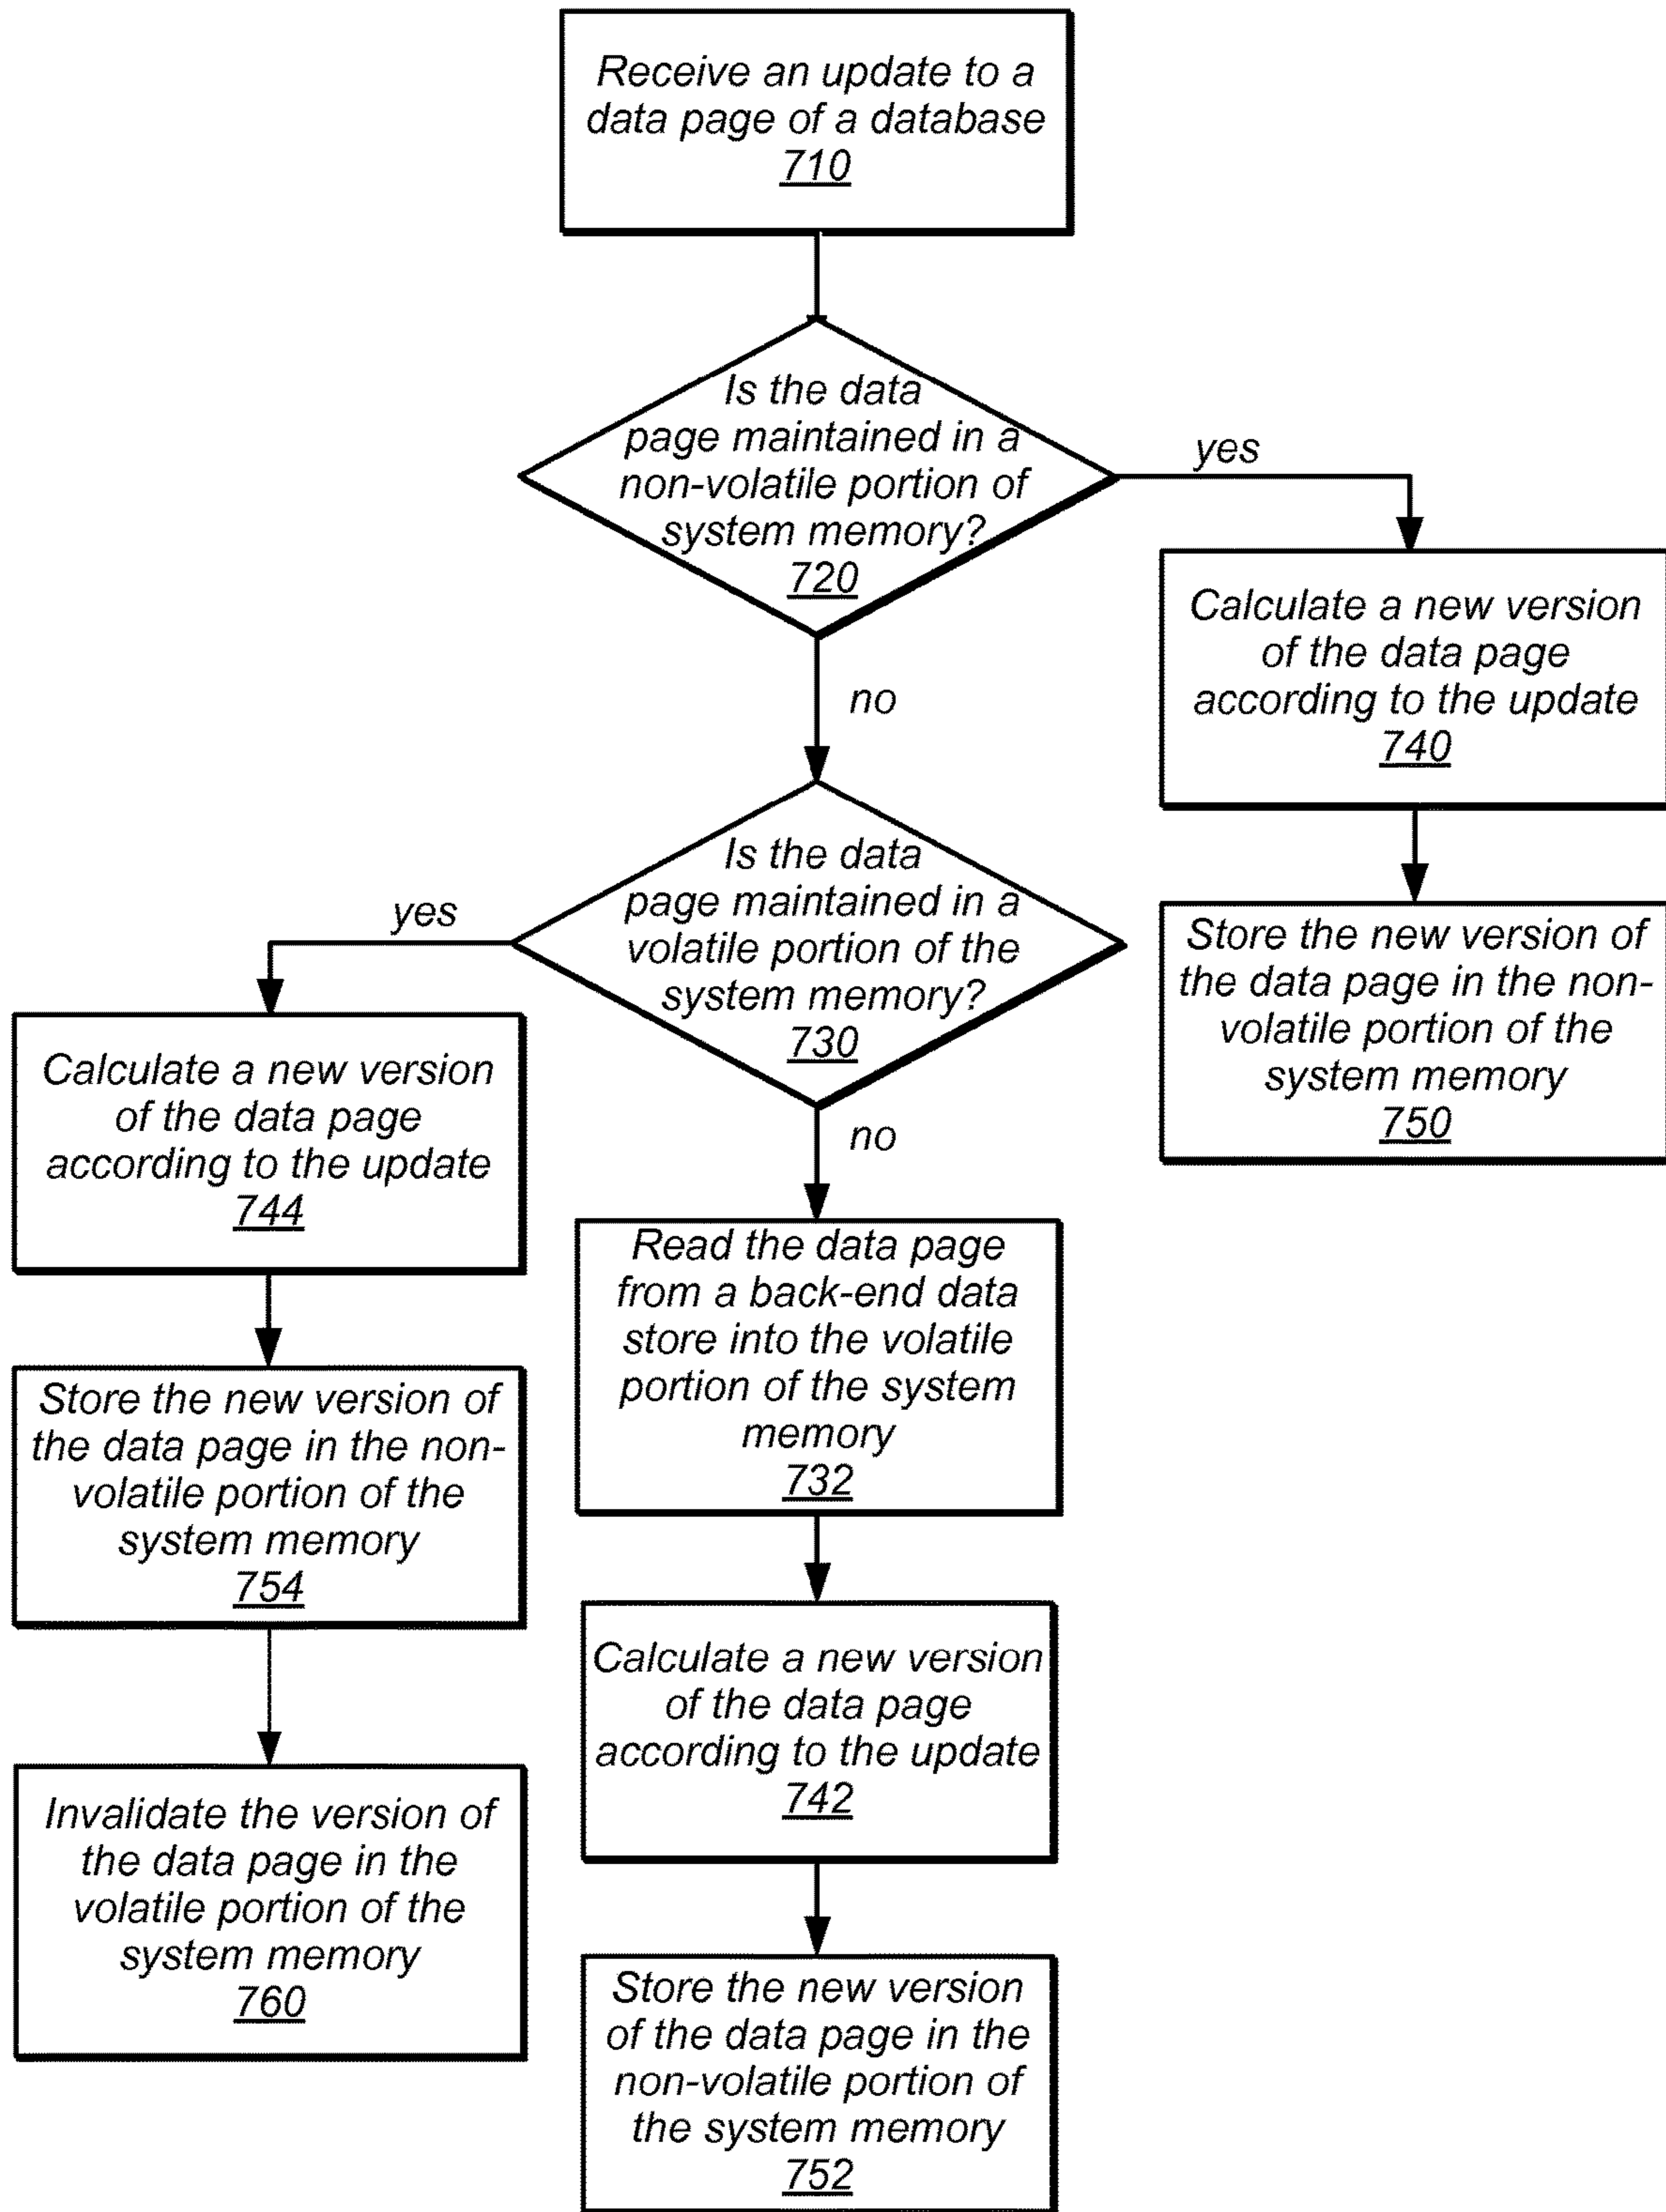 Receive an update to a
data page of a database
710
Is the data
page maintained in a
non-volatile portion of
system memory?
720
yes
no
Calculate a new version
of the data page
according to the update
740
Store the new version of
the data page in the non-
volatile portion of the
system memory
750
Is the data
page maintained in a
volatile portion of the
system memory?
730
yes
no
Calculate a new version
of the data page
according to the update
744
Store the new version of
the data page in the non-
volatile portion of the
system memory
754
Invalidate the version of
the data page in the
volatile portion of the
system memory
760
Read the data page
from a back-end data
store into the volatile
portion of the system
memory
732
Calculate a new version
of the data page
according to the update
742
Store the new version
of the data page in the
non-volatile portion of
the system memory
752